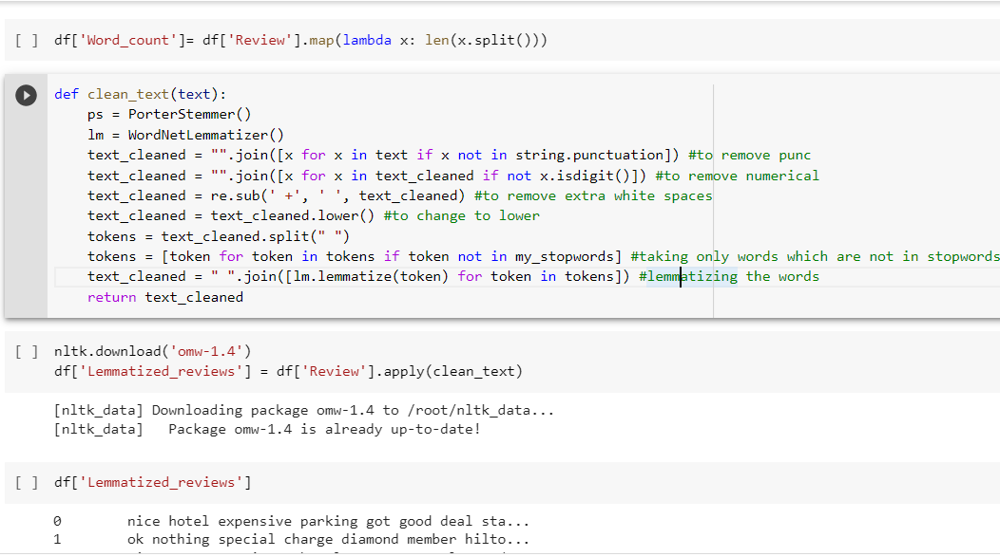 [ ] df['Word_count']= df['Review'].map(lambda x: len(x.split()))
def clean_text(text):
    ps = PorterStemmer()
    lm = WordNetLemmatizer()
    text_cleaned = "".join([x for x in text if x not in string.punctuation]) #to remove punc
    text_cleaned = "".join([x for x in text_cleaned if not x.isdigit()]) #to remove numerical
    text_cleaned = re.sub(' +', ' ', text_cleaned) #to remove extra white spaces
    text_cleaned = text_cleaned.lower() #to change to lower
    tokens = text_cleaned.split(" ")
    tokens = [token for token in tokens if token not in my_stopwords] #taking only words which are not in stopwords
    text_cleaned = " ".join([lm.lemmatize(token) for token in tokens]) #lemmatizing the words
    return text_cleaned
[ ] nltk.download('omw-1.4')
df['Lemmatized_reviews'] = df['Review'].apply(clean_text)
[nltk_data] Downloading package omw-1.4 to /root/nltk_data...
[nltk_data]   Package omw-1.4 is already up-to-date!
[ ] df['Lemmatized_reviews']
0        nice hotel expensive parking got good deal sta...
1        ok nothing special charge diamond member hilto...